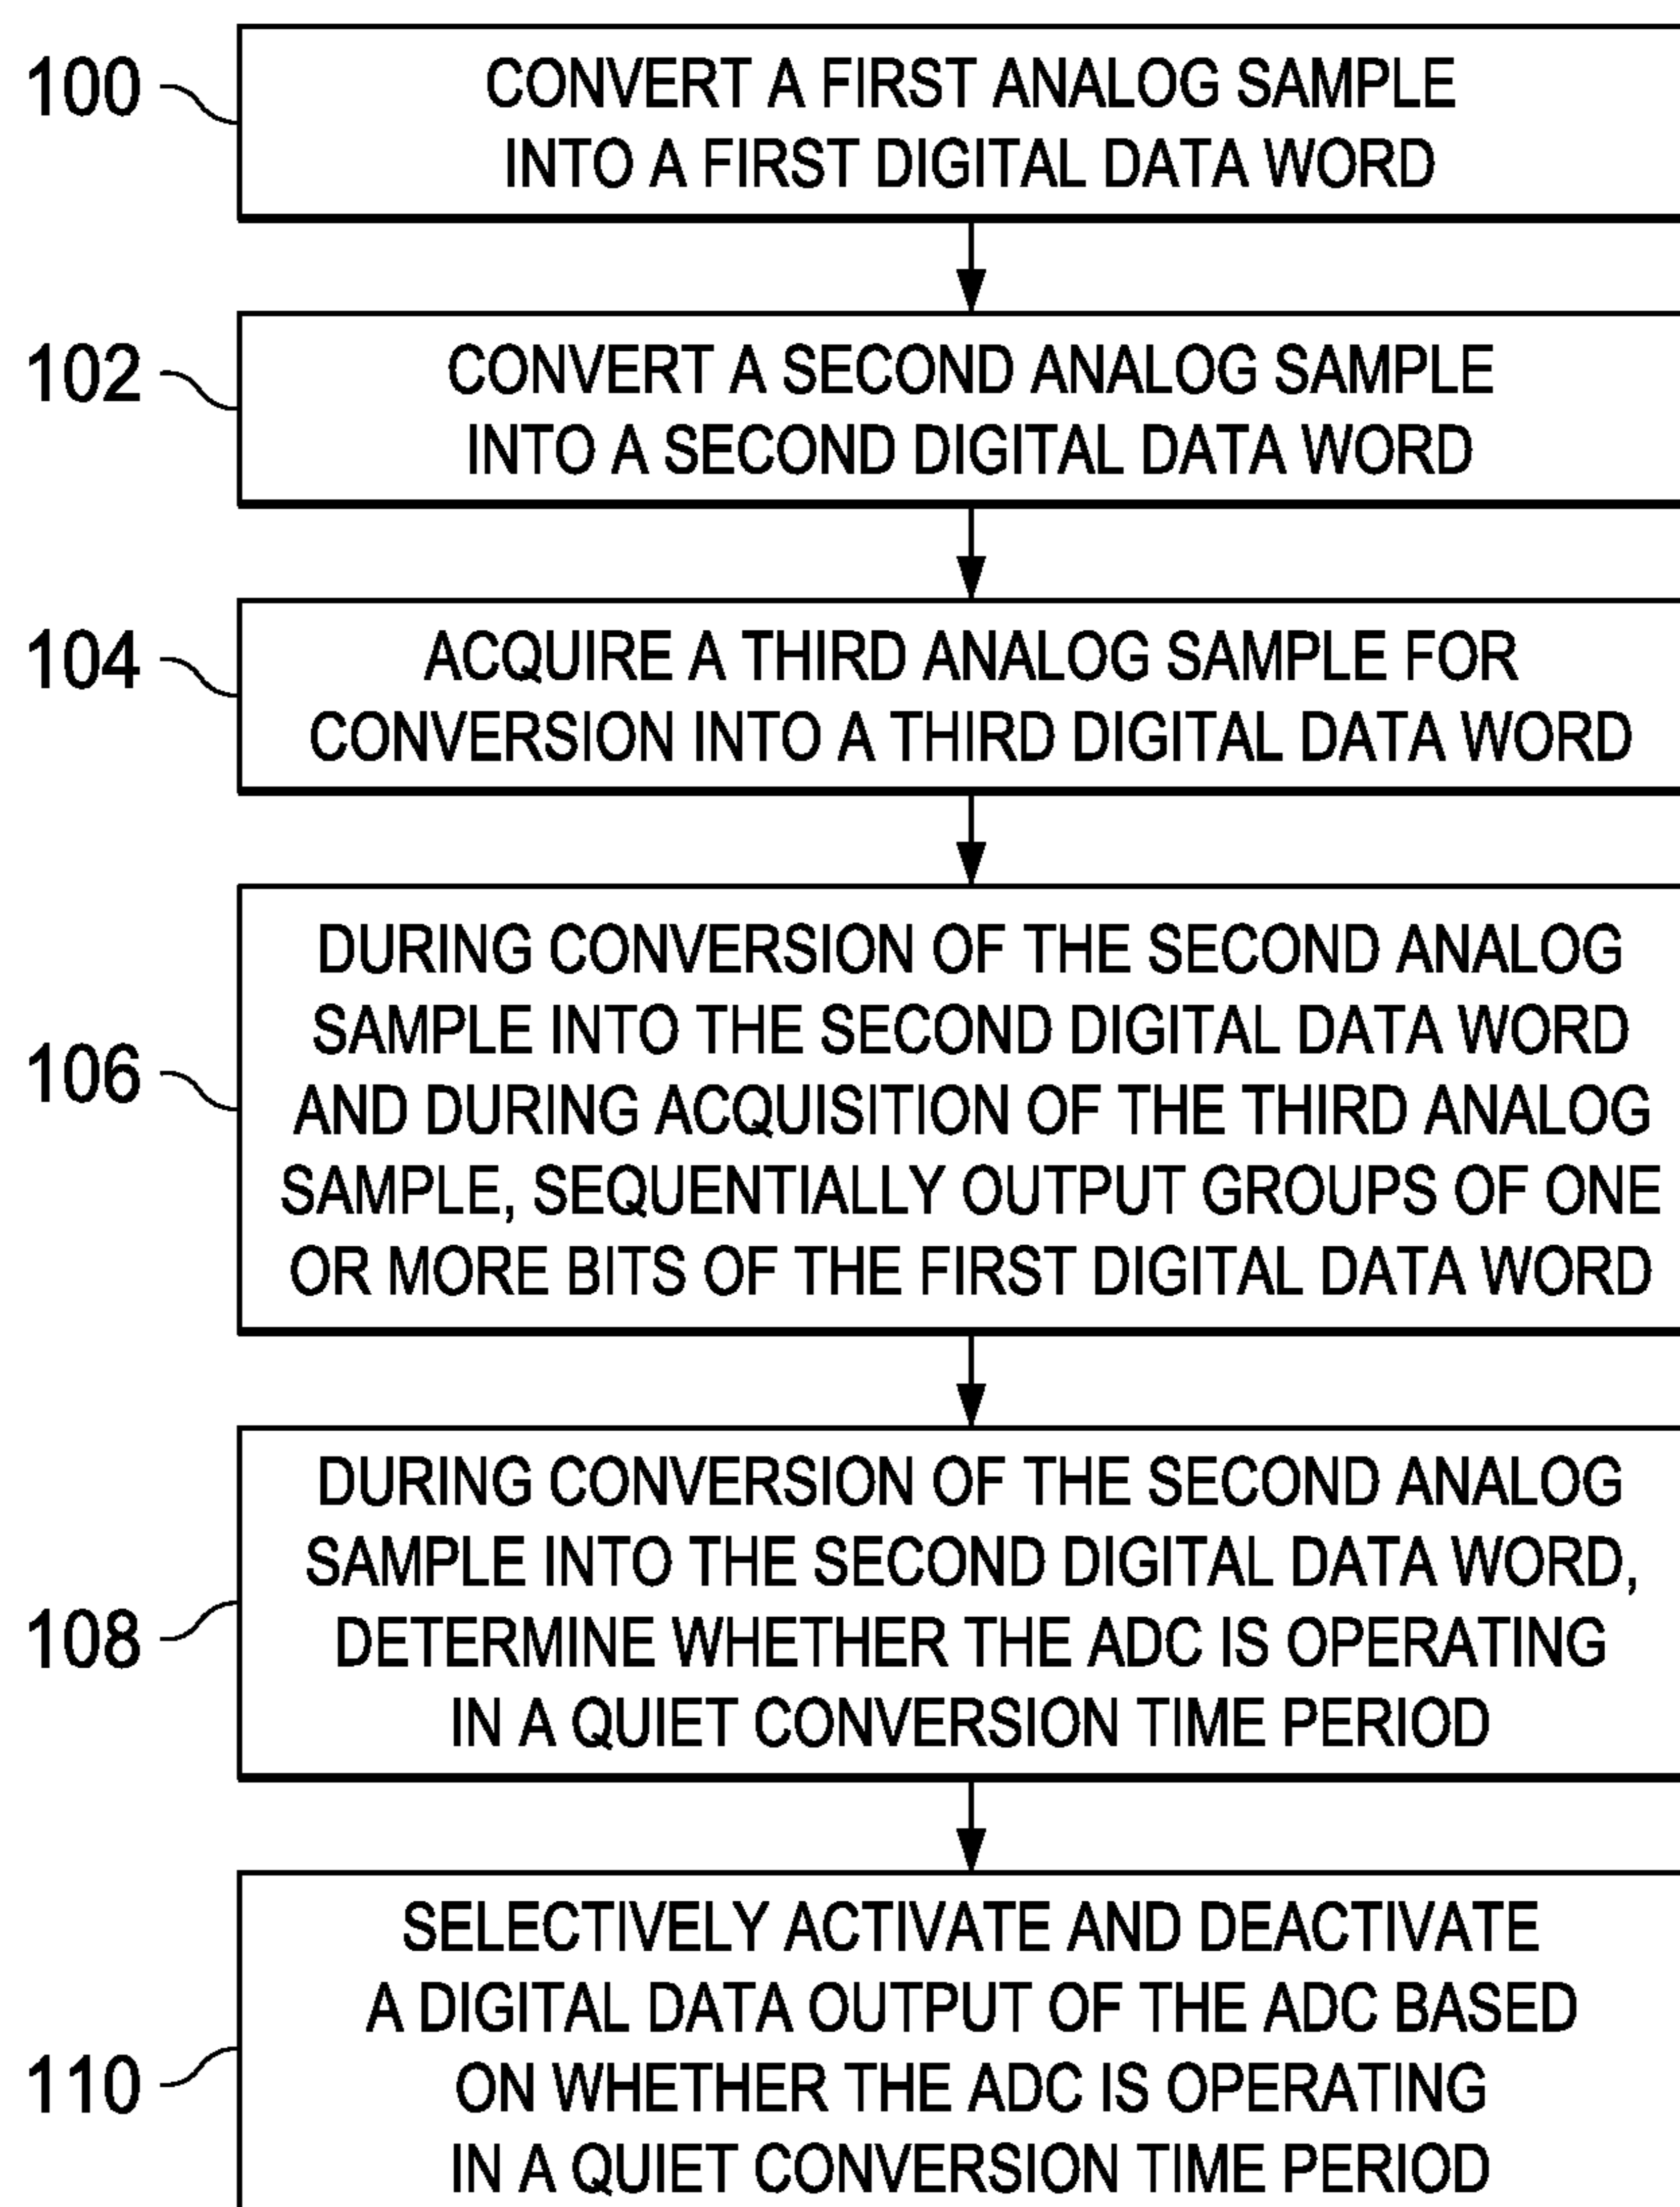 100
CONVERT A FIRST ANALOG SAMPLE
INTO A FIRST DIGITAL DATA WORD
102
CONVERT A SECOND ANALOG SAMPLE
INTO A SECOND DIGITAL DATA WORD
104
ACQUIRE A THIRD ANALOG SAMPLE FOR
CONVERSION INTO A THIRD DIGITAL DATA WORD
106
DURING CONVERSION OF THE SECOND ANALOG
SAMPLE INTO THE SECOND DIGITAL DATA WORD
AND DURING ACQUISITION OF THE THIRD ANALOG
SAMPLE, SEQUENTIALLY OUTPUT GROUPS OF ONE
OR MORE BITS OF THE FIRST DIGITAL DATA WORD
108
DURING CONVERSION OF THE SECOND ANALOG
SAMPLE INTO THE SECOND DIGITAL DATA WORD,
DETERMINE WHETHER THE ADC IS OPERATING
IN A QUIET CONVERSION TIME PERIOD
110
SELECTIVELY ACTIVATE AND DEACTIVATE
A DIGITAL DATA OUTPUT OF THE ADC BASED
ON WHETHER THE ADC IS OPERATING
IN A QUIET CONVERSION TIME PERIOD